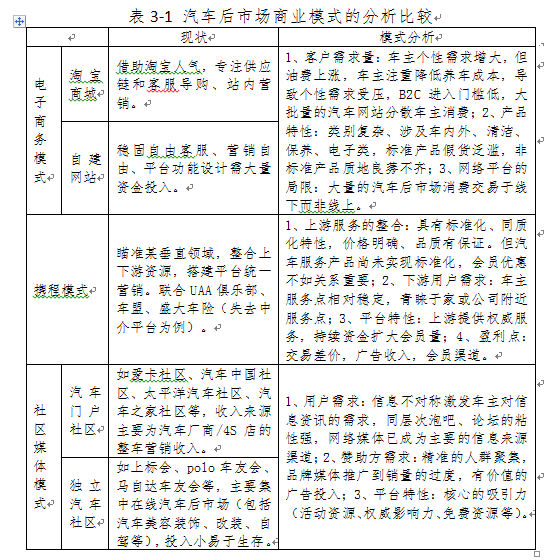 表 3-1 汽车后市场商业模式的分析比较
现状
模式分析
电子商务模式
淘宝
商城
借助淘宝人气,专注供应
链和客服导购、站内营
销。
1、客户需求量:车主个性需求增大,但
油费上涨,车主注重降低养车成本,导
致个性需求受压,B2C 进入门槛低,大
批量的汽车网站分散车主消费;2、产品
特性:类别复杂、涉及车内外、清洁、
保养、电子类,标准产品假货泛滥,非
标准产品质地良莠不齐;3、网络平台的
局限:大量的汽车后市场消费交易于线
下而非线上。
自建
网站
稳固自由客服、营销自
由、平台功能设计需大量
资金投入。
携程模式
瞄准某垂直领域,整合上
下游资源,搭建平台统一
营销。联合 UAA 俱乐部、
车盟、盛大车险(失去中
介平台为例)。
1、上游服务的整合:具有标准化、同质
化特性,价格明确、品质有保证。但汽
车服务产品尚未实现标准化,会员优惠
不如关系重要;2、下游用户需求:车主
服务点相对稳定,青睐于家或公司附近
服务点;3、平台特性:上游提供权威服
务,持续资金扩大会员量;4、盈利点:
交易差价,广告收入,会员渠道。
社区媒体模式
汽车
门户
社区
如爱卡社区、汽车中国社
区、太平洋汽车社区、汽
车之家社区等,收入来源
主要为汽车厂商/4S 店的
整车营销收入。
1、用户需求:信息不对称激发车主对信
息资讯的需求,同层次泡吧、论坛的粘
性强,网络媒体已成为主要的信息来源
渠道;2、赞助方需求:精准的人群聚集,
品牌媒体推广到销量的过度,有价值的
广告投入;3、平台特性:核心的吸引力
(活动资源、权威影响力、免费资源等)。
独立
汽车
社区
如上标会、polo 车友会、
马自达车友会等,主要集
中在线汽车后市场(包括
汽车美容装饰、改装、自
驾等),投入小易于生存。